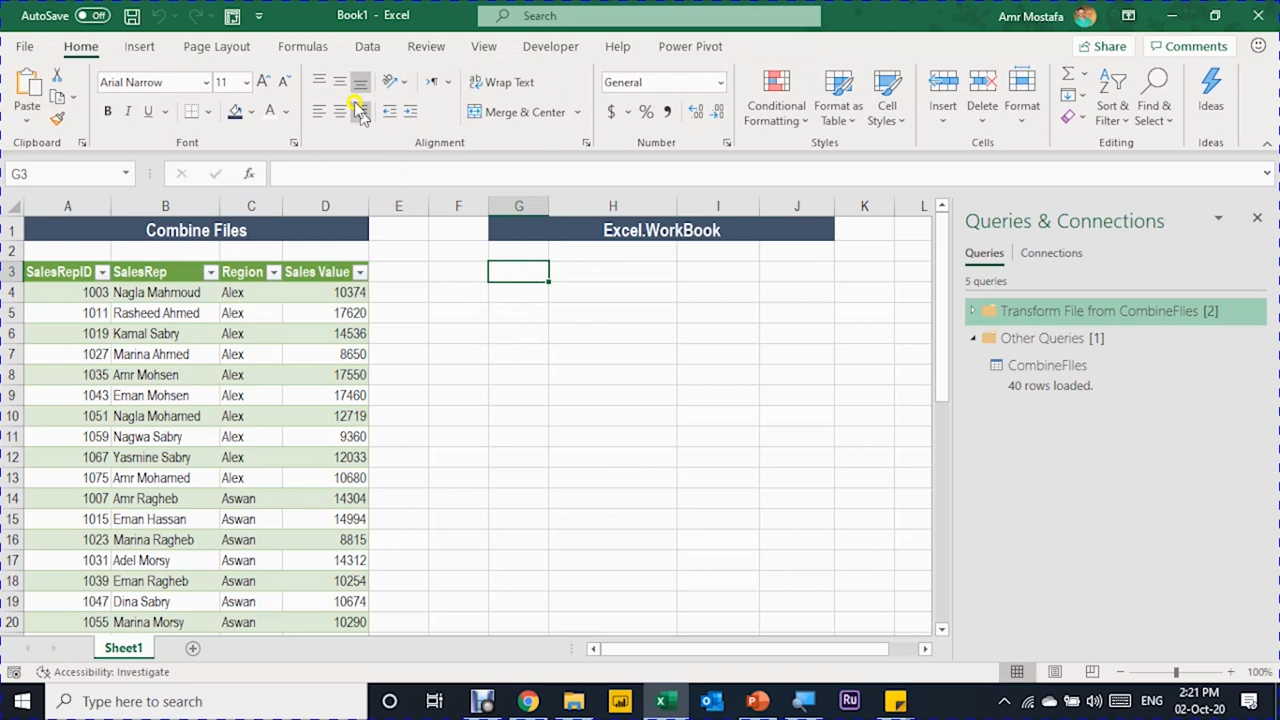 AutoSave Off Book1 - Excel Search Amr Mostafa
File Home Insert Page Layout Formulas Data Review View Developer Help Power Pivot Share Comments
Arial Narrow 11 Wrap Text General
Paste B I U Merge & Center $ % Conditional Formatting Format as Table Cell Styles Insert Delete Format Sort & Filter Find & Select Ideas
Clipboard Font Alignment Number Styles Cells Editing Ideas
G3 fx
A B C D E F G H I J K L
1 Combine Files Excel.WorkBook
2
3 SalesRepID SalesRep Region Sales Value
4 1003 Nagla Mahmoud Alex 10374
5 1011 Rasheed Ahmed Alex 17620
6 1019 Kamal Sabry Alex 14536
7 1027 Marina Ahmed Alex 8650
8 1035 Amr Mohsen Alex 17550
9 1043 Eman Mohsen Alex 17460
10 1051 Nagla Mohamed Alex 12719
11 1059 Nagwa Sabry Alex 9360
12 1067 Yasmine Sabry Alex 12033
13 1075 Amr Mohamed Alex 10680
14 1007 Amr Ragheb Aswan 14304
15 1015 Eman Hassan Aswan 14994
16 1023 Marina Ragheb Aswan 8815
17 1031 Adel Morsy Aswan 14312
18 1039 Eman Ragheb Aswan 10254
19 1047 Dina Sabry Aswan 10674
20 1055 Marina Morsy Aswan 10290
Queries & Connections
Queries Connections
5 queries
Transform File from CombineFIles [2]
Other Queries [1]
CombineFIles
40 rows loaded.
Sheet1
Accessibility: Investigate 100%
Type here to search Ru ENG 2:21 PM
02-Oct-20